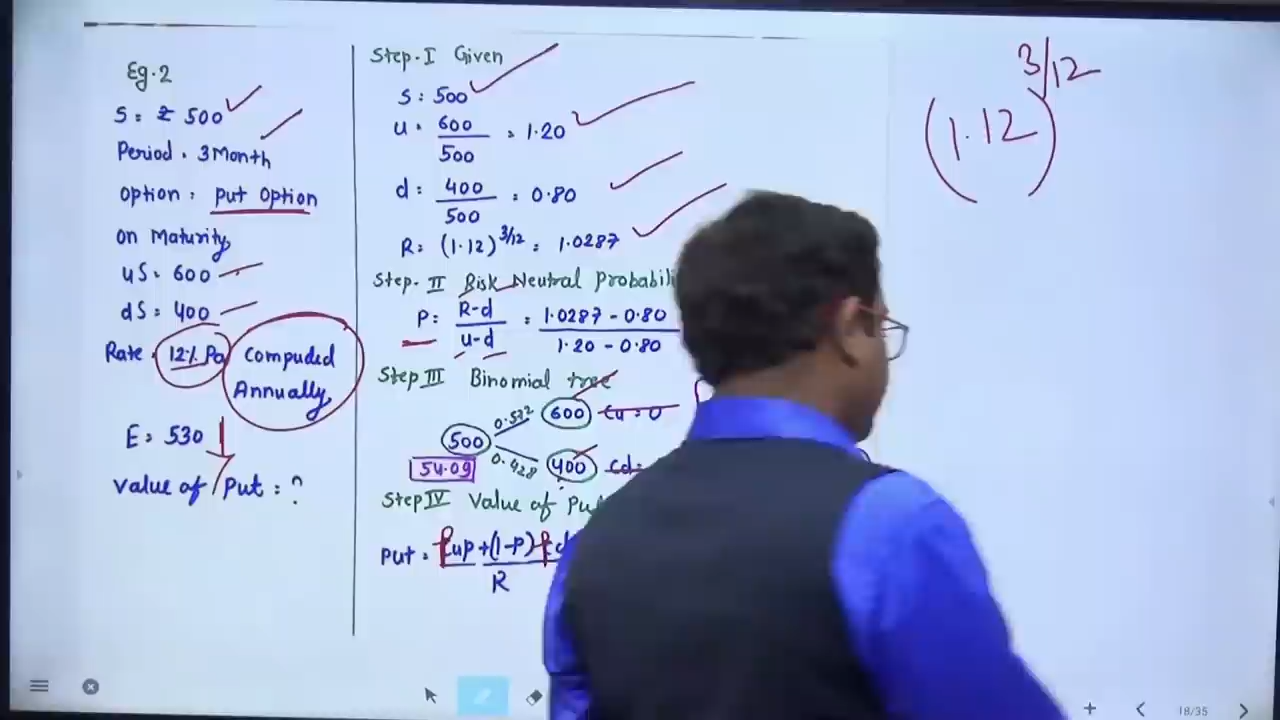 Eg.2
S: ₹ 500
Period. 3 Month
Option: Put Option
On Maturity
uS: 600
dS: 400
Rate. 12% Pa Compuded
Annually
E: 530
Value of Put: ?
Step-I Given
S: 500
u: 600/500 = 1.20
d: 400/500 = 0.80
R: (1.12)^3/12 = 1.0287
Step-II Risk Neutral
P: R-d/u-d = 1.0287-0.80/1.20-0.80
Step III Binomial tree
500 0.572 600 Cu=0
54.09 0.428 400 Cd=
Step IV Value of
Put = up+(1-p) / R
(1.12)^3/12
18/35